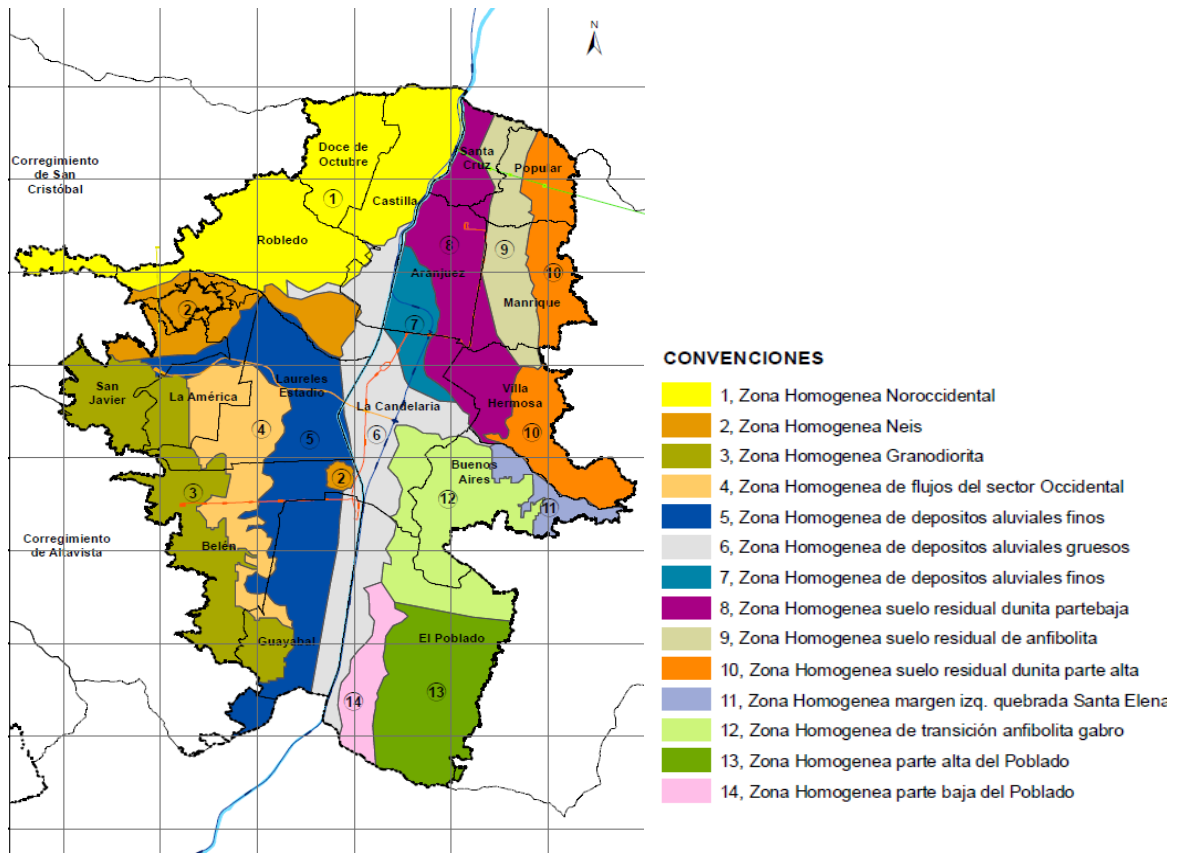 N
Doce de
Octubre
Santa
Cruz
Popular
Corregimiento
de San
Cristóbal
1
Castilla
Robledo
8
9
Aranjuez
10
Manrique
2
7
San
Javier
La América
Laureles
Estadio
La Candelaria
Villa
Hermosa
4
5
6
10
Buenos
Aires
2
3
12
11
Corregimiento
de Altavista
Belén
Guayabal
El Poblado
13
14
CONVENCIONES
1, Zona Homogenea Noroccidental
2, Zona Homogenea Neis
3, Zona Homogenea Granodiorita
4, Zona Homogenea de flujos del sector Occidental
5, Zona Homogenea de depositos aluviales finos
6, Zona Homogenea de depositos aluviales gruesos
7, Zona Homogenea de depositos aluviales finos
8, Zona Homogenea suelo residual dunita partebaja
9, Zona Homogenea suelo residual de anfibolita
10, Zona Homogenea suelo residual dunita parte alta
11, Zona Homogenea margen izq. quebrada Santa Elena
12, Zona Homogenea de transición anfibolita gabro
13, Zona Homogenea parte alta del Poblado
14, Zona Homogenea parte baja del Poblado